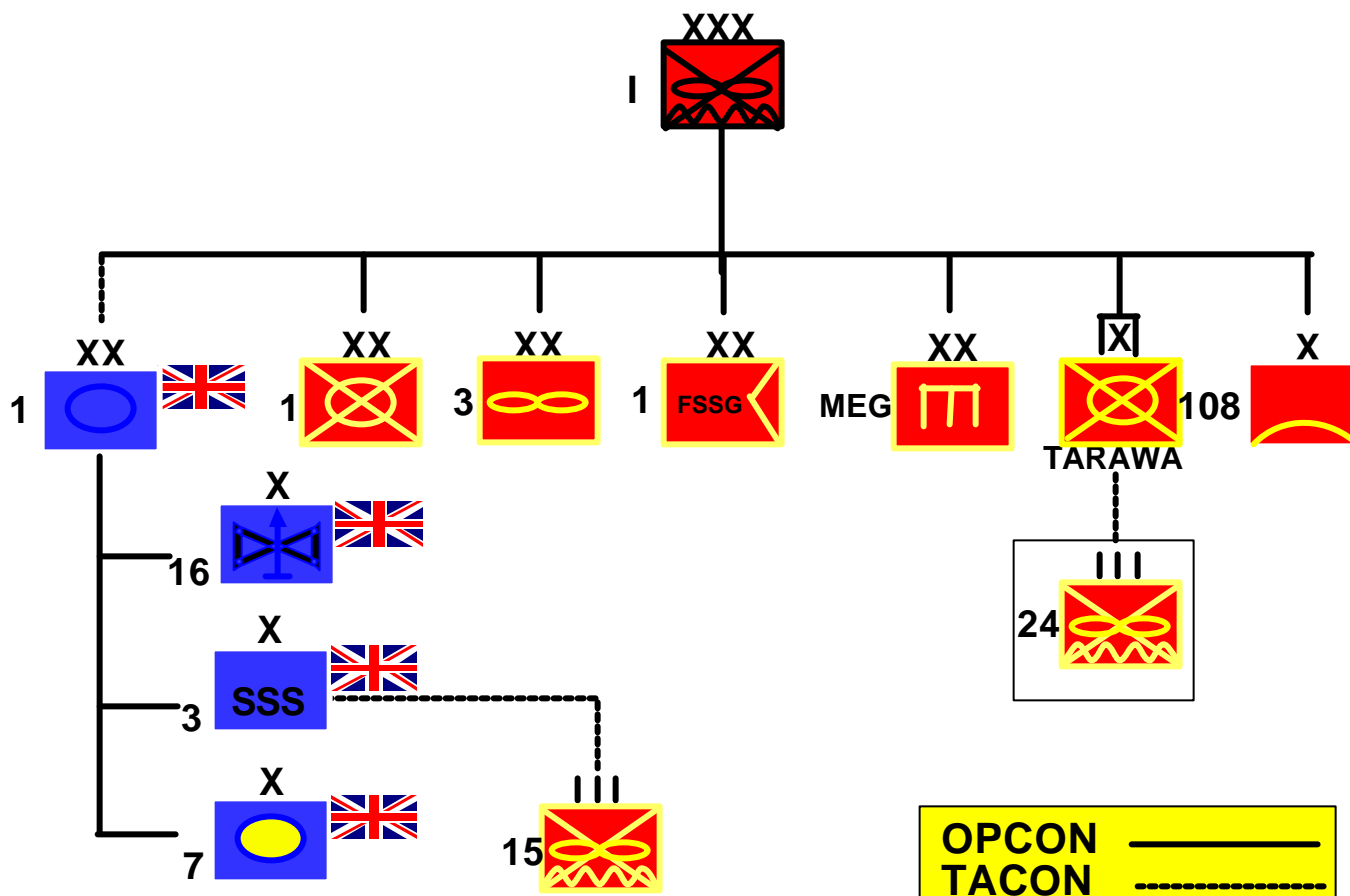 XXX
I
XX
1
XX
1
XX
3
XX
1
FSSG
XX
MEG
X
TARAWA
X
108
X
16
X
3
SSS
X
7
III
15
III
24
OPCON
TACON